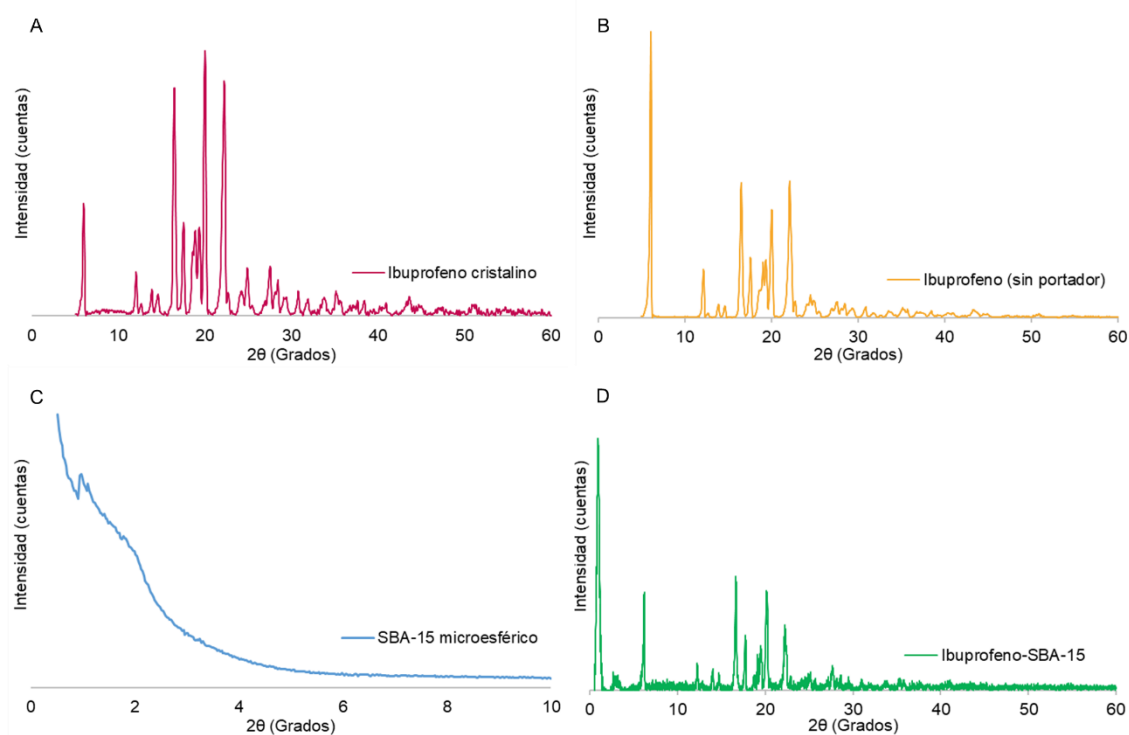 A
Intensidad (cuentas)
Ibuprofeno cristalino
0 10 20 30 40 50 60
2θ (Grados)
B
Intensidad (cuentas)
Ibuprofeno (sin portador)
0 10 20 30 40 50 60
2θ (Grados)
C
Intensidad (cuentas)
SBA-15 microesférico
0 2 4 6 8 10
2θ (Grados)
D
Intensidad (cuentas)
Ibuprofeno-SBA-15
0 10 20 30 40 50 60
2θ (Grados)